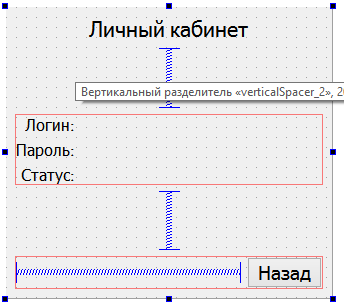 Личный кабинет
Вертикальный разделитель «verticalSpacer_2», 20
Логин:
Пароль:
Статус:
Назад